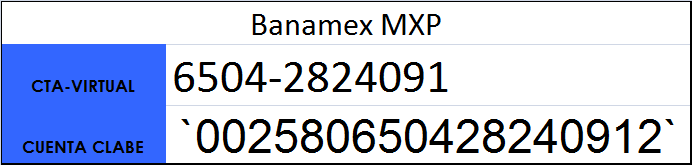 Banamex MXP
CTA-VIRTUAL 6504-2824091
CUENTA CLABE `002580650428240912`